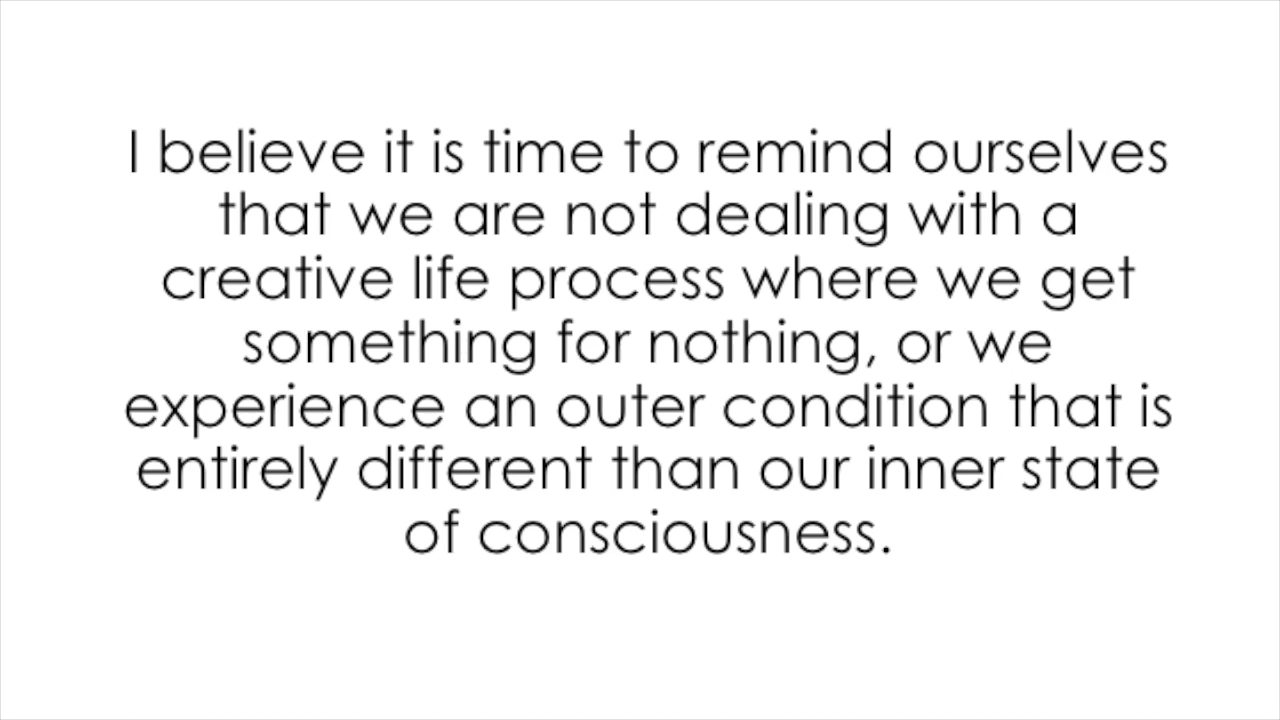 I believe it is time to remind ourselves
that we are not dealing with a
creative life process where we get
something for nothing, or we
experience an outer condition that is
entirely different than our inner state
of consciousness.